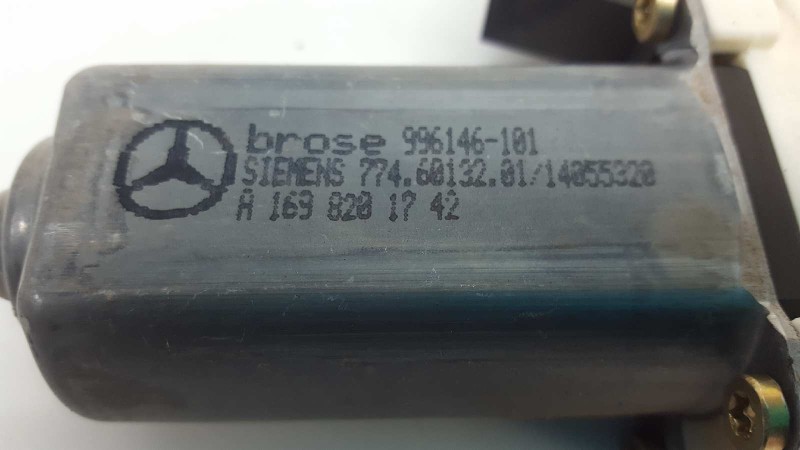 brose 996146-101
SIEMENS 774.60132.01/14055320
A 169 820 17 42